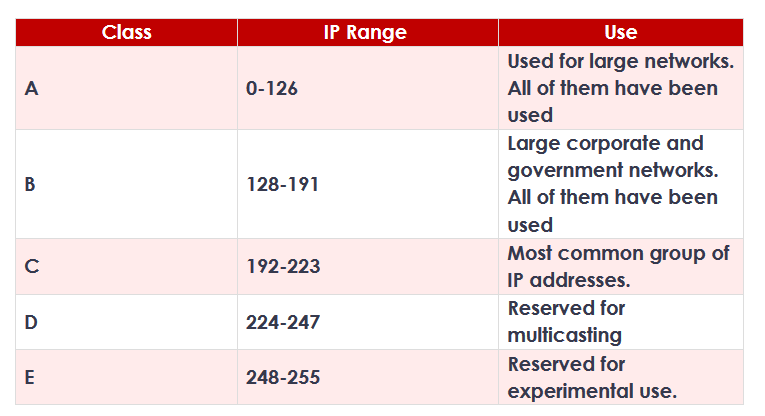 Class IP Range Use
A 0-126 Used for large networks.
All of them have been
used
B 128-191 Large corporate and
government networks.
All of them have been
used
C 192-223 Most common group of
IP addresses.
D 224-247 Reserved for
multicasting
E 248-255 Reserved for
experimental use.